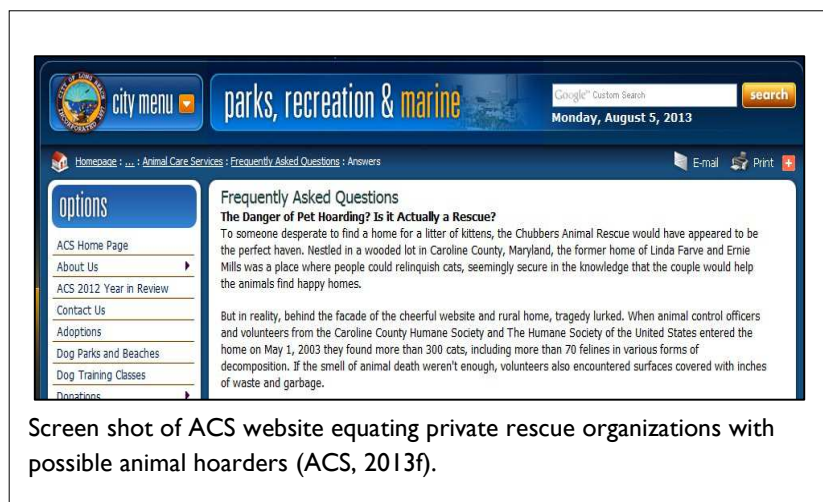 CITY OF LONG BEACH
city menu
parks, recreation & marine
Google™ Custom Search
search
Monday, August 5, 2013
Homepage : ... : Animal Care Services : Frequently Asked Questions : Answers
E-mail
Print
options
ACS Home Page
About Us
ACS 2012 Year in Review
Contact Us
Adoptions
Dog Parks and Beaches
Dog Training Classes
Donations
Frequently Asked Questions
The Danger of Pet Hoarding? Is it Actually a Rescue?
To someone desperate to find a home for a litter of kittens, the Chubbers Animal Rescue would have appeared to be
the perfect haven. Nestled in a wooded lot in Caroline County, Maryland, the former home of Linda Farve and Ernie
Mills was a place where people could relinquish cats, seemingly secure in the knowledge that the couple would help
the animals find happy homes.
But in reality, behind the facade of the cheerful website and rural home, tragedy lurked. When animal control officers
and volunteers from the Caroline County Humane Society and The Humane Society of the United States entered the
home on May 1, 2003 they found more than 300 cats, including more than 70 felines in various forms of
decomposition. If the smell of animal death weren't enough, volunteers also encountered surfaces covered with inches
of waste and garbage.
Screen shot of ACS website equating private rescue organizations with
possible animal hoarders (ACS, 2013f).